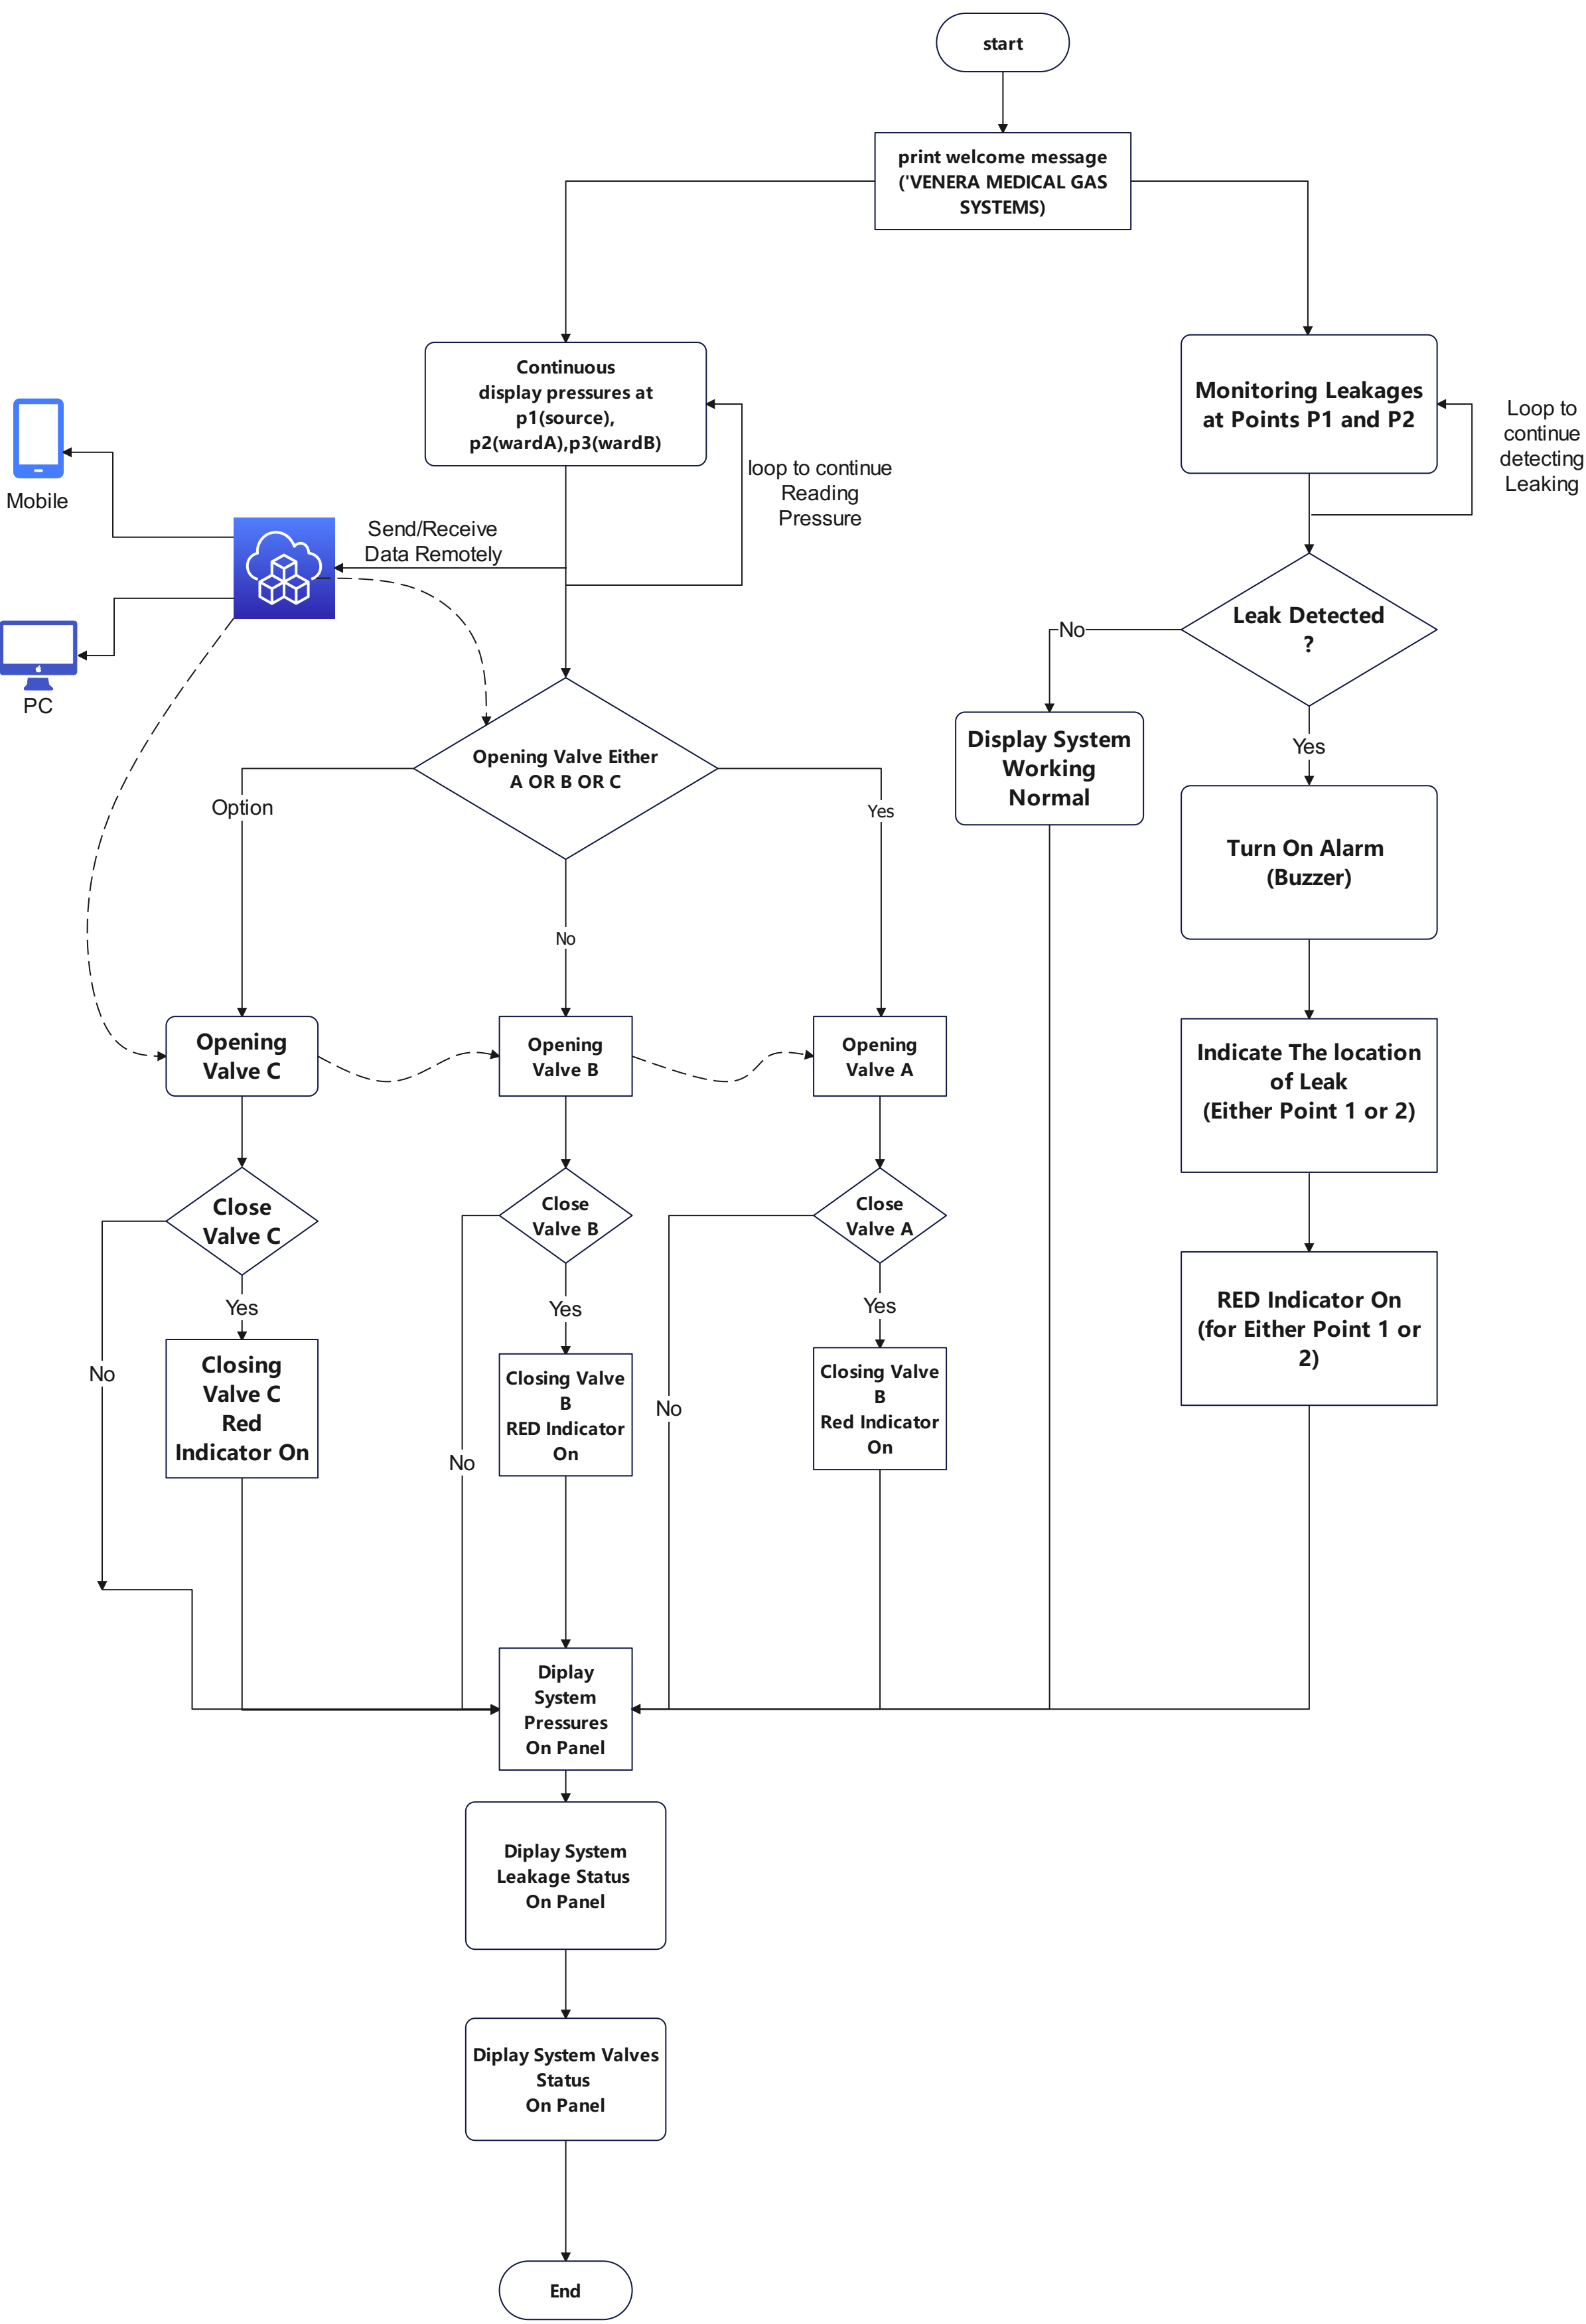 start
print welcome message
('VENERA MEDICAL GAS
SYSTEMS)
Continuous
display pressures at
p1(source),
p2(wardA),p3(wardB)
loop to continue
Reading
Pressure
Monitoring Leakages
at Points P1 and P2
Loop to
continue
detecting
Leaking
Mobile
Send/Receive
Data Remotely
PC
Leak Detected
?
No
Yes
Display System
Working
Normal
Opening Valve Either
A OR B OR C
Option
No
Yes
Turn On Alarm
(Buzzer)
Opening
Valve C
Opening
Valve B
Opening
Valve A
Indicate The location
of Leak
(Either Point 1 or 2)
Close
Valve C
Close
Valve B
Close
Valve A
Yes
Yes
Yes
No
No
No
Closing
Valve C
Red
Indicator On
Closing Valve
B
RED Indicator
On
Closing Valve
B
Red Indicator
On
RED Indicator On
(for Either Point 1 or
2)
Diplay
System
Pressures
On Panel
Diplay System
Leakage Status
On Panel
Diplay System Valves
Status
On Panel
End